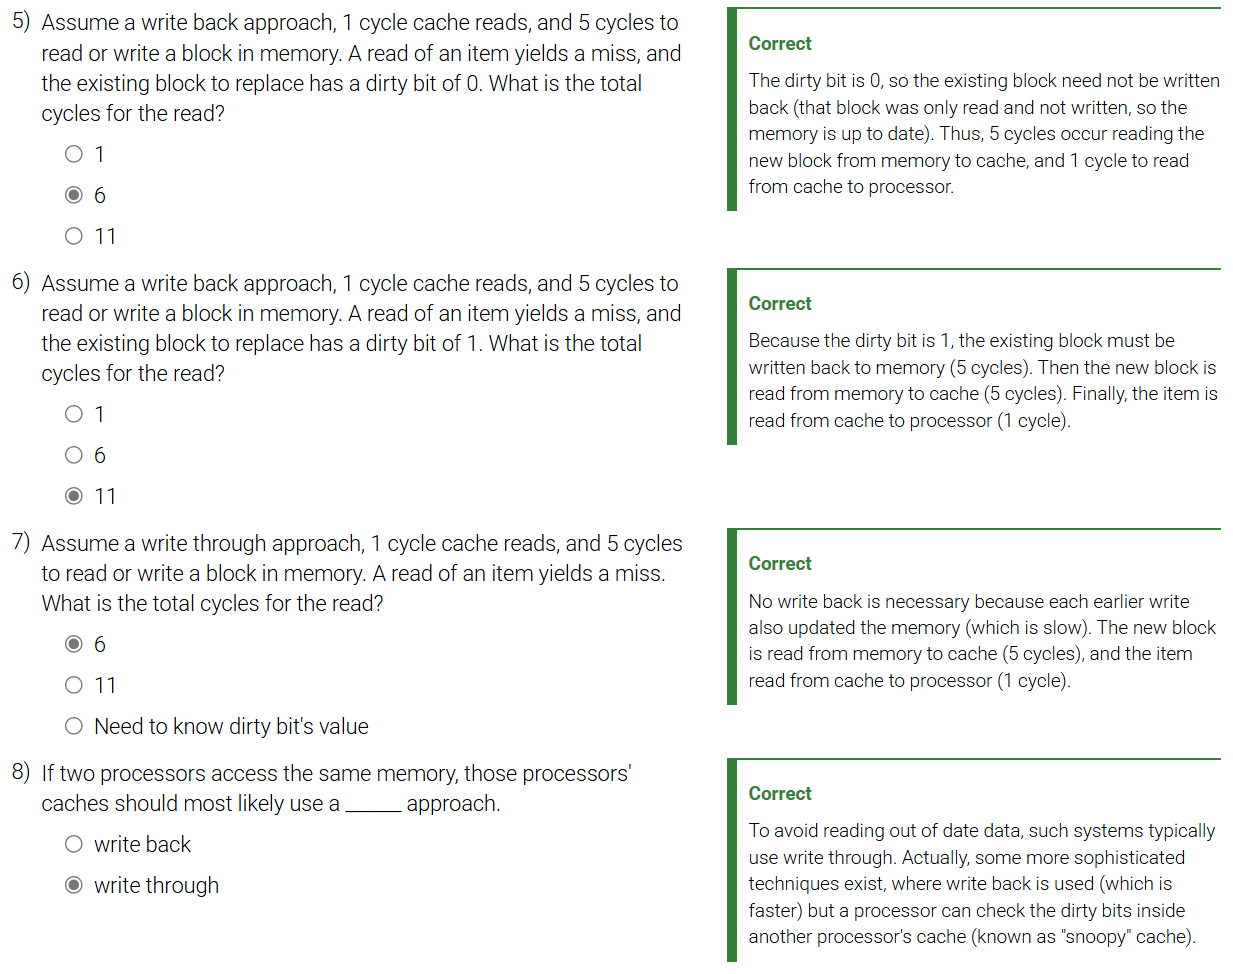 5) Assume a write back approach, 1 cycle cache reads, and 5 cycles to
read or write a block in memory. A read of an item yields a miss, and
the existing block to replace has a dirty bit of 0. What is the total
cycles for the read?
1
6
11
Correct
The dirty bit is 0, so the existing block need not be written
back (that block was only read and not written, so the
memory is up to date). Thus, 5 cycles occur reading the
new block from memory to cache, and 1 cycle to read
from cache to processor.
6) Assume a write back approach, 1 cycle cache reads, and 5 cycles to
read or write a block in memory. A read of an item yields a miss, and
the existing block to replace has a dirty bit of 1. What is the total
cycles for the read?
1
6
11
Correct
Because the dirty bit is 1, the existing block must be
written back to memory (5 cycles). Then the new block is
read from memory to cache (5 cycles). Finally, the item is
read from cache to processor (1 cycle).
7) Assume a write through approach, 1 cycle cache reads, and 5 cycles
to read or write a block in memory. A read of an item yields a miss.
What is the total cycles for the read?
6
11
Need to know dirty bit's value
Correct
No write back is necessary because each earlier write
also updated the memory (which is slow). The new block
is read from memory to cache (5 cycles), and the item
read from cache to processor (1 cycle).
8) If two processors access the same memory, those processors'
caches should most likely use a _____ approach.
write back
write through
Correct
To avoid reading out of date data, such systems typically
use write through. Actually, some more sophisticated
techniques exist, where write back is used (which is
faster) but a processor can check the dirty bits inside
another processor's cache (known as "snoopy" cache).